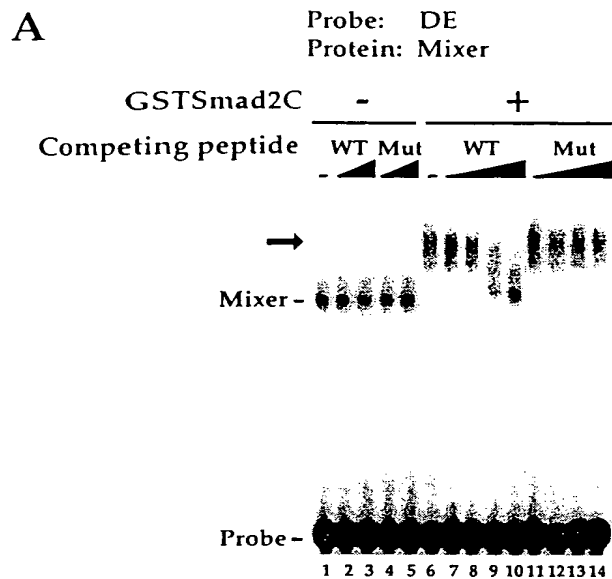 A
Probe: DE
Protein: Mixer
GSTSmad2C - +
Competing peptide WT Mut WT Mut
- -
Mixer -
Probe -
1 2 3 4 5 6 7 8 9 10 11 12 13 14